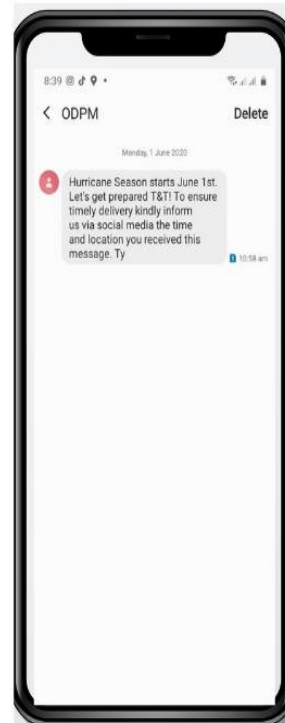 8:39
ODPM
Delete
Monday, 1 June 2020
Hurricane Season starts June 1st.
Let's get prepared T&T! To ensure
timely delivery kindly inform
us via social media the time
and location you received this
message. Ty
1 10:58 am